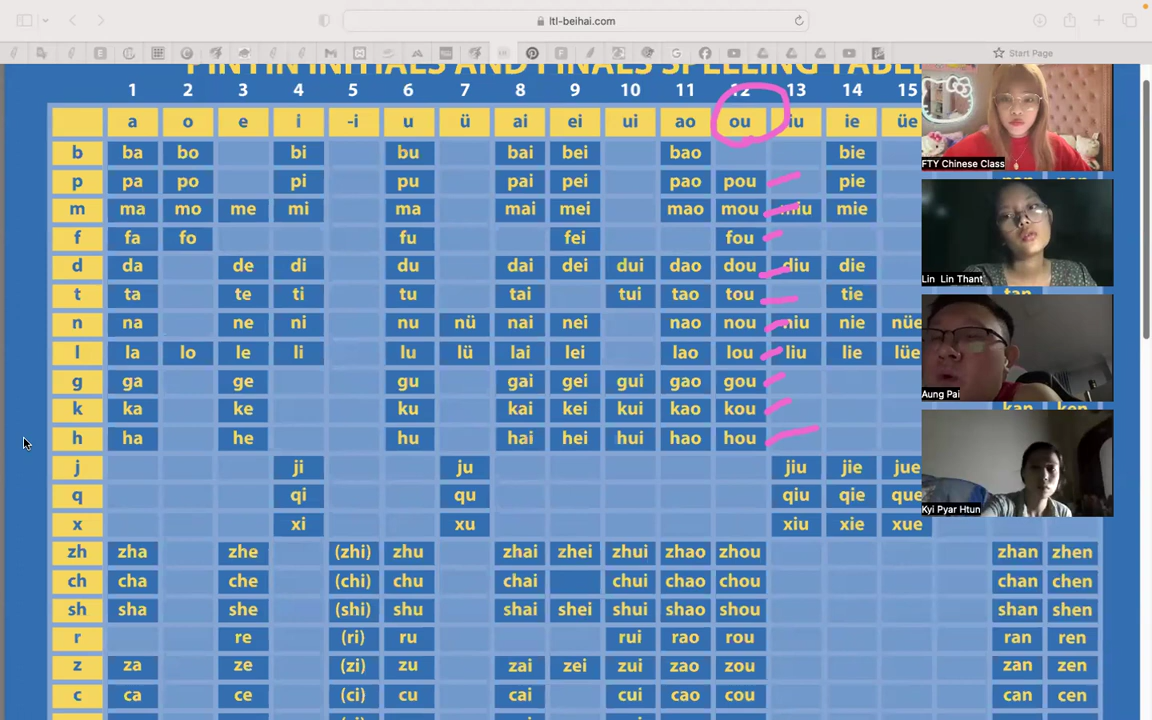 ltl-beihai.com
Start Page
PINYIN INITIALS AND FINALS SPELLING TABLE
1 2 3 4 5 6 7 8 9 10 11 12 13 14 15
a o e i -i u ü ai ei ui ao ou iu ie üe
b ba bo bi bu bai bei bao bie
p pa po pi pu pai pei pao pou pie
m ma mo me mi ma mai mei mao mou miu mie
f fa fo fu fei fou
d da de di du dai dei dui dao dou diu die
t ta te ti tu tai tui tao tou tie
n na ne ni nu nü nai nei nao nou niu nie nüe
l la lo le li lu lü lai lei lao lou liu lie lüe
g ga ge gu gai gei gui gao gou
k ka ke ku kai kei kui kao kou kan ken
h ha he hu hai hei hui hao hou
j ji ju jiu jie jue
q qi qu qiu qie que
x xi xu xiu xie xue
zh zha zhe (zhi) zhu zhai zhei zhui zhao zhou zhan zhen
ch cha che (chi) chu chai chui chao chou chan chen
sh sha she (shi) shu shai shei shui shao shou shan shen
r re (ri) ru rui rao rou ran ren
z za ze (zi) zu zai zei zui zao zou zan zen
c ca ce (ci) cu cai cui cao cou can cen
FTY Chinese Class
Lin Lin Thant
Aung Pai
Kyi Pyar Htun